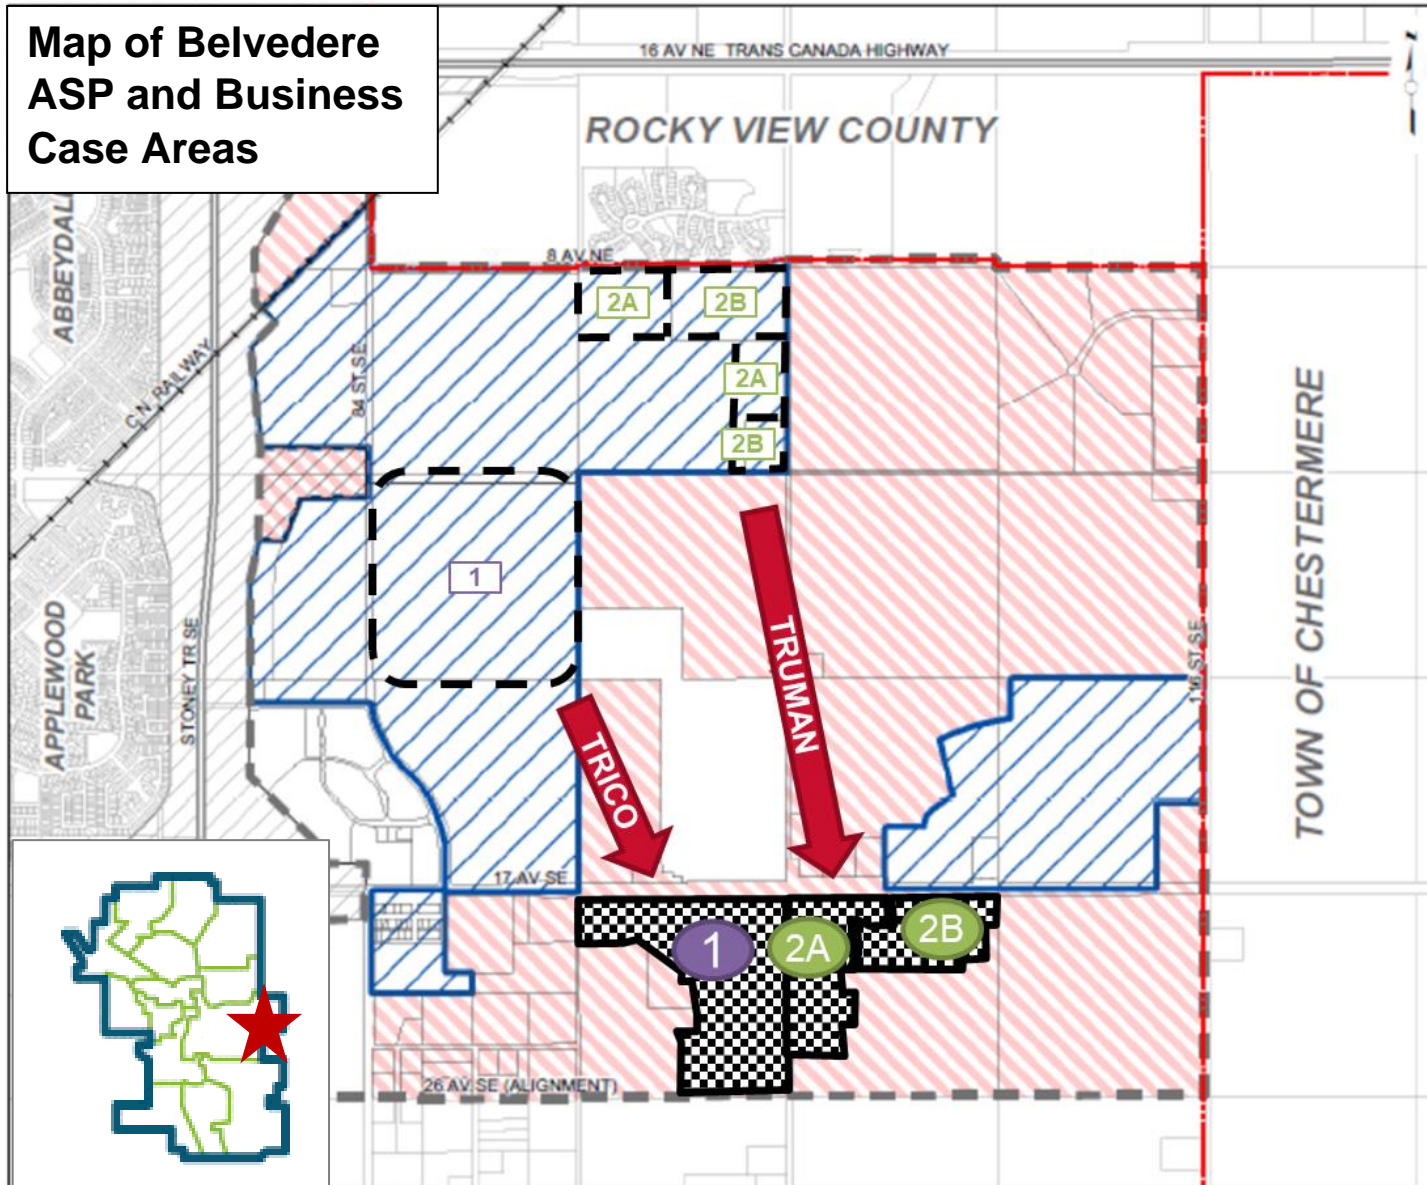 Map of Belvedere
ASP and Business
Case Areas
16 AV NE TRANS CANADA HIGHWAY
ROCKY VIEW COUNTY
ABBEYDALE
8 AV NE
2A
2B
84 ST SE
C.N. RAILWAY
2A
2B
1
TOWN OF CHESTERMERE
116 ST SE
APPLEWOOD
PARK
STONEY TR SE
TRUMAN
TRICO
17 AV SE
1
2A
2B
26 AV SE (ALIGNMENT)